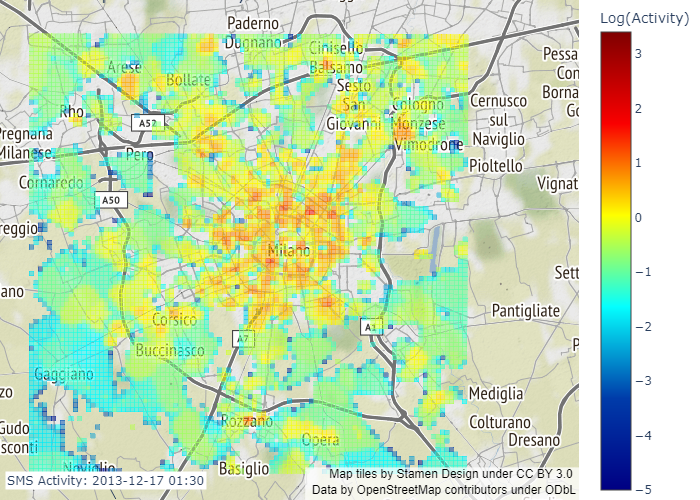 Log(Activity)
3
2
1
0
−1
−2
−3
−4
−5
Paderno
Dugnano
Cinisello
Balsamo
Pessa
Arese
Bollate
Con
Sesto
San
Giovanni
Borna
Cologno
Monzese
Cernusco
sul
Naviglio
Go
Rho
A52
Pregnana
Milanese
Pero
Vimodrone
Pioltello
Cornaredo
A50
Vignat
reggio
Milano
Sett
ano
Pantigliate
Corsico
A7
A1
Buccinasco
P
Gaggiano
zo
Mediglia
Rozzano
Colturano
Gudo
sconti
Opera
Dresano
Noviglio
Basiglio
SMS Activity: 2013-12-17 01:30
Map tiles by Stamen Design under CC BY 3.0
Data by OpenStreetMap contributors under ODbL